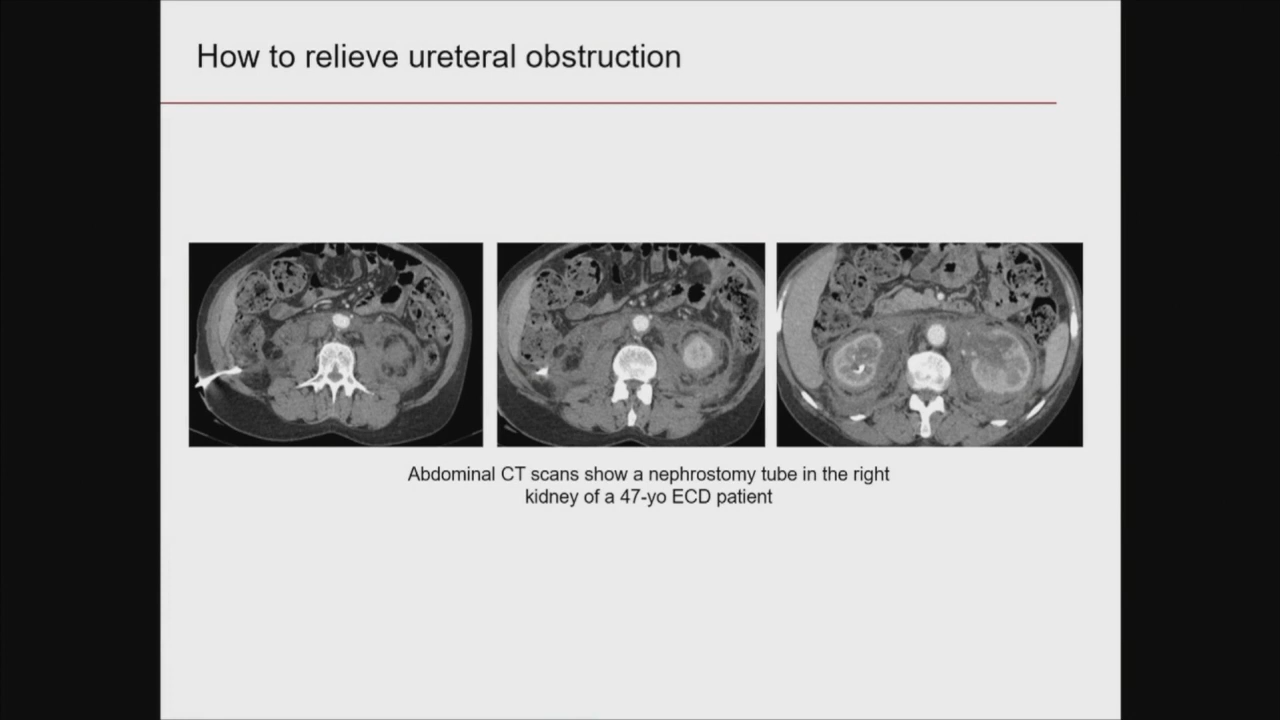 How to relieve ureteral obstruction
Abdominal CT scans show a nephrostomy tube in the right
kidney of a 47-yo ECD patient